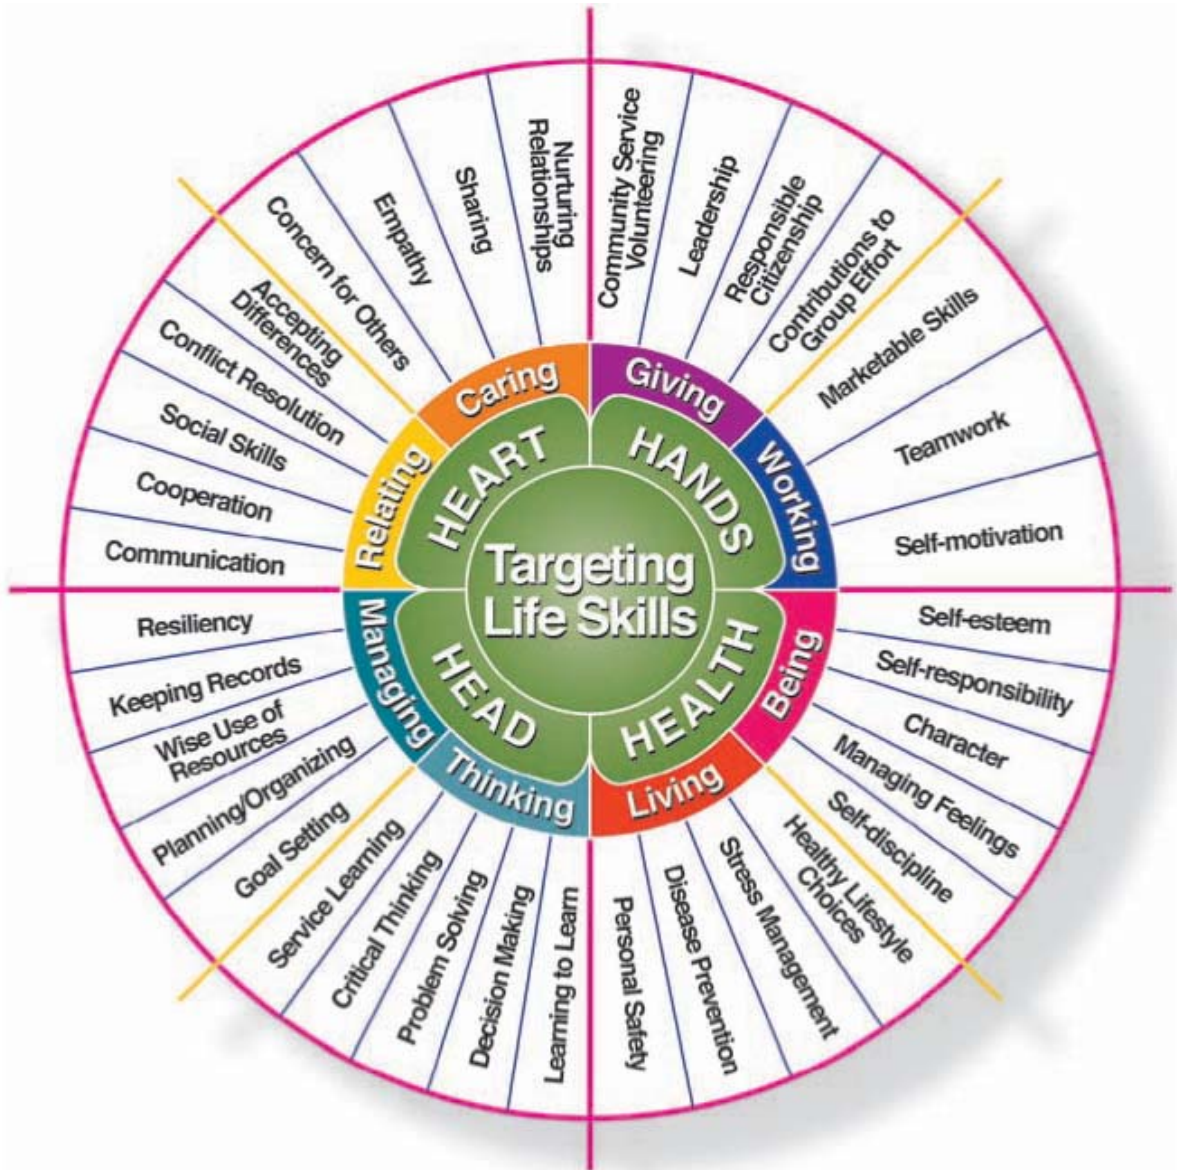 Targeting
Life Skills
HEART
HANDS
HEALTH
HEAD
Caring
Giving
Working
Being
Living
Thinking
Managing
Relating
Nurturing
Relationships
Sharing
Empathy
Concern for Others
Community Service
Volunteering
Leadership
Responsible
Citizenship
Contributions to
Group Effort
Marketable Skills
Teamwork
Self-motivation
Self-esteem
Self-responsibility
Character
Managing Feelings
Self-discipline
Healthy Lifestyle
Choices
Stress Management
Disease Prevention
Personal Safety
Learning to Learn
Decision Making
Problem Solving
Critical Thinking
Service Learning
Goal Setting
Planning/Organizing
Wise Use of
Resources
Keeping Records
Resiliency
Communication
Cooperation
Social Skills
Conflict Resolution
Accepting
Differences